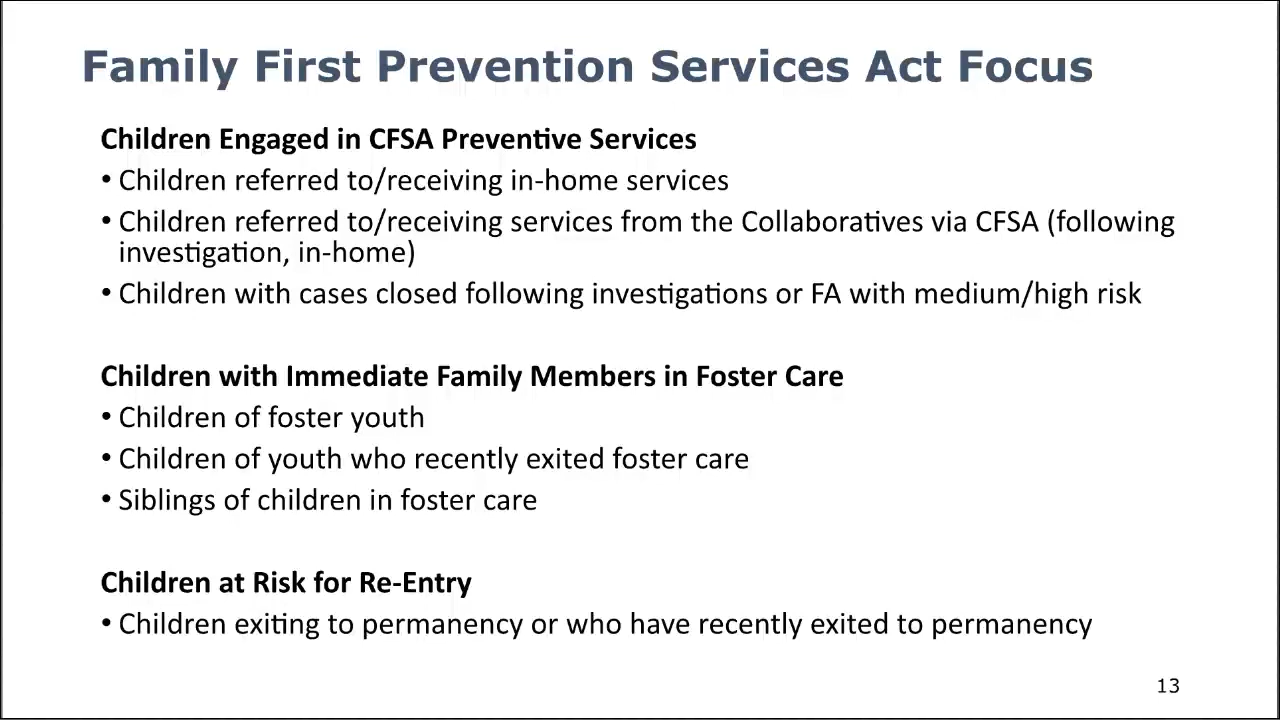 Family First Prevention Services Act Focus
Children Engaged in CFSA Preventive Services
• Children referred to/receiving in-home services
• Children referred to/receiving services from the Collaboratives via CFSA (following
investigation, in-home)
• Children with cases closed following investigations or FA with medium/high risk
Children with Immediate Family Members in Foster Care
• Children of foster youth
• Children of youth who recently exited foster care
• Siblings of children in foster care
Children at Risk for Re-Entry
• Children exiting to permanency or who have recently exited to permanency
13